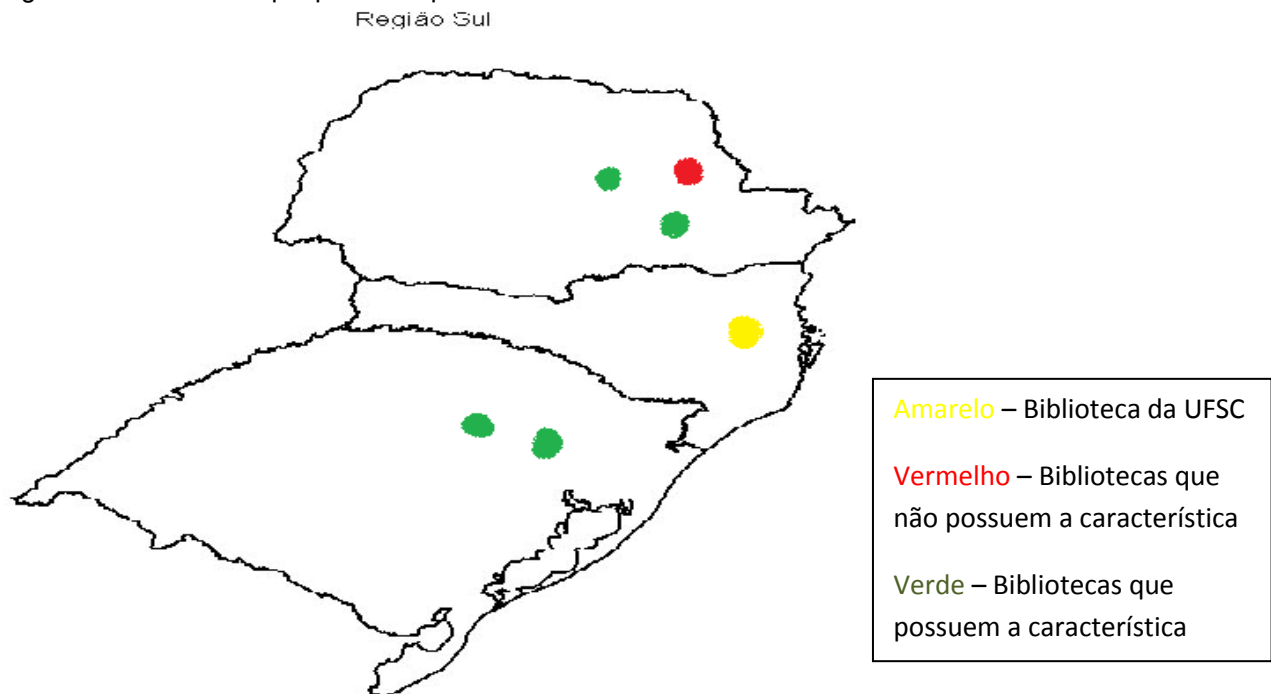 Região Sul
Amarelo – Biblioteca da UFSC
Vermelho – Bibliotecas que
não possuem a característica
Verde – Bibliotecas que
possuem a característica